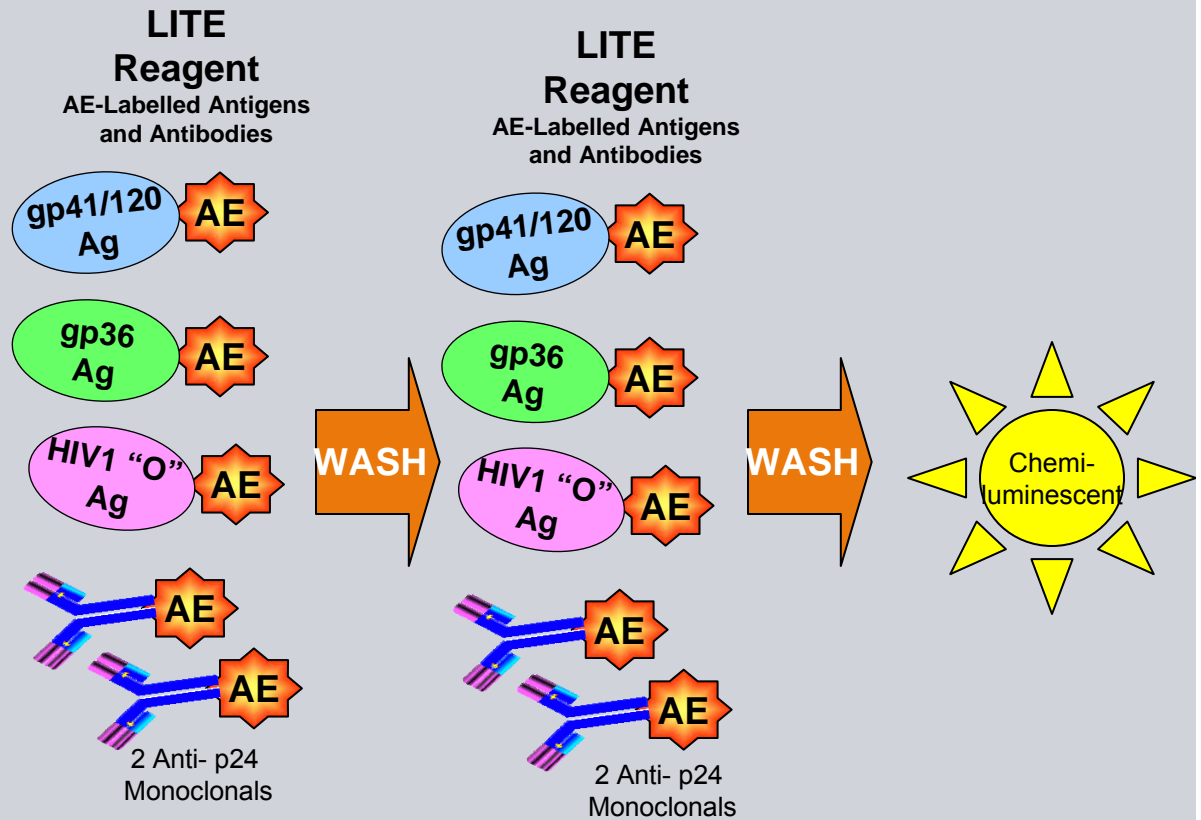 LITE
Reagent
AE-Labelled Antigens
and Antibodies
gp41/120
Ag
AE
gp36
Ag
AE
HIV1 “O”
Ag
AE
AE
AE
2 Anti- p24
Monoclonals
WASH
LITE
Reagent
AE-Labelled Antigens
and Antibodies
gp41/120
Ag
AE
gp36
Ag
AE
HIV1 “O”
Ag
AE
AE
AE
2 Anti- p24
Monoclonals
WASH
Chemi-
luminescent